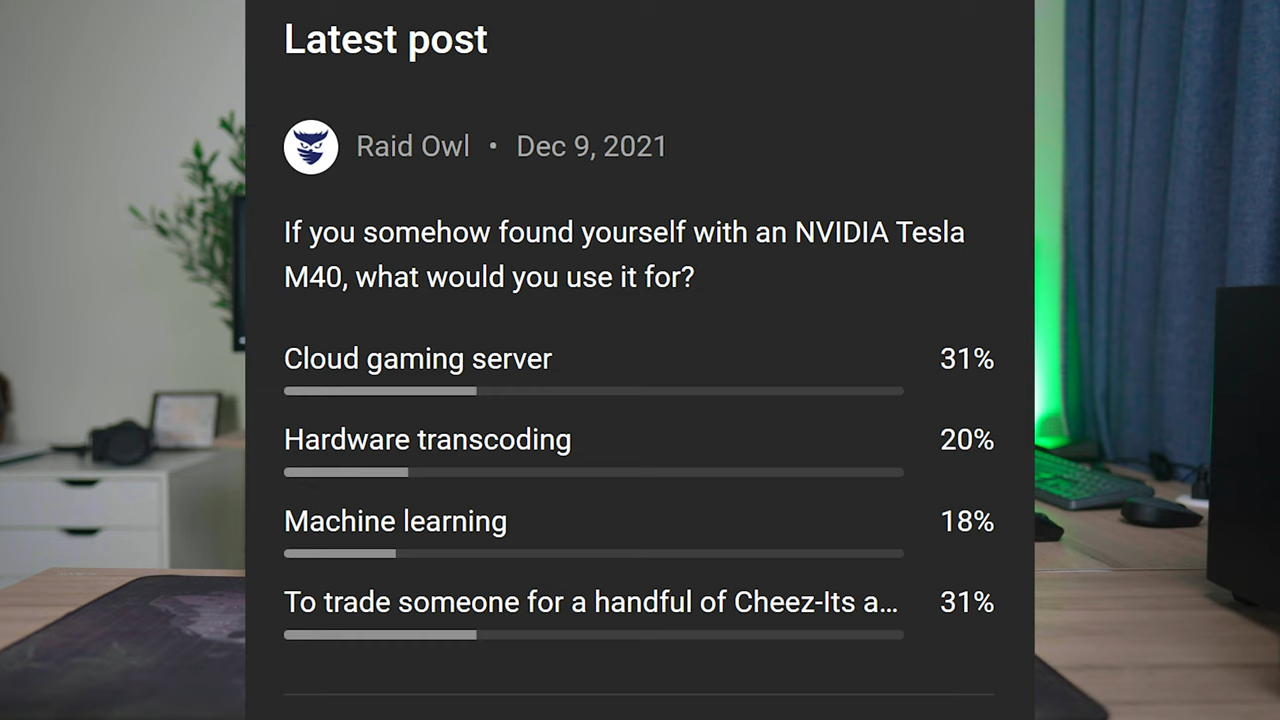 Latest post
Raid Owl • Dec 9, 2021
If you somehow found yourself with an NVIDIA Tesla
M40, what would you use it for?
Cloud gaming server 31%
Hardware transcoding 20%
Machine learning 18%
To trade someone for a handful of Cheez-Its a... 31%